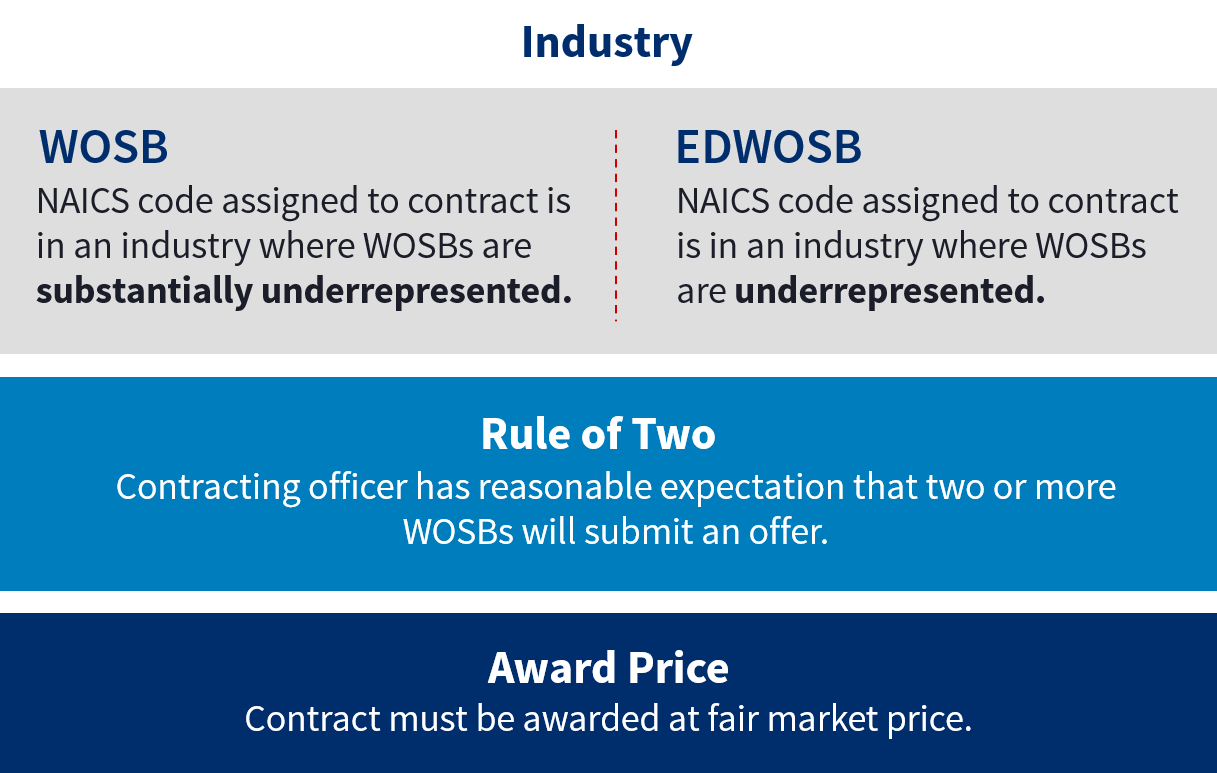 Industry
WOSB
NAICS code assigned to contract is
in an industry where WOSBs are
substantially underrepresented.
EDWOSB
NAICS code assigned to contract
is in an industry where WOSBs
are underrepresented.
Rule of Two
Contracting officer has reasonable expectation that two or more
WOSBs will submit an offer.
Award Price
Contract must be awarded at fair market price.